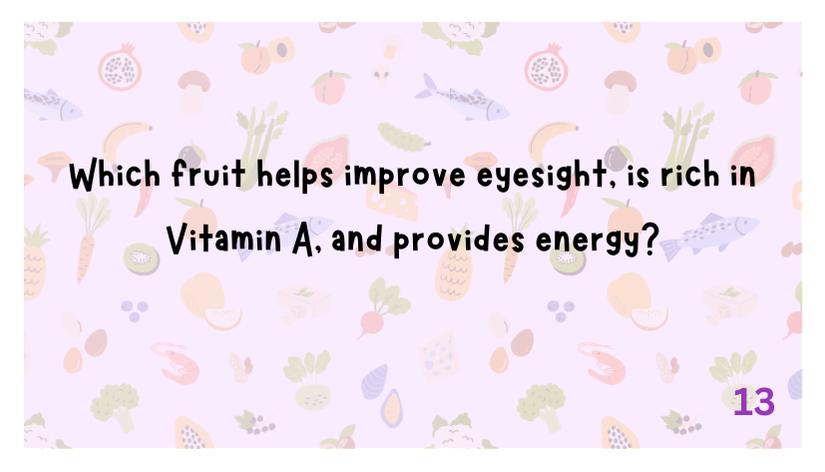 Which fruit helps improve eyesight, is rich in
Vitamin A, and provides energy?
13